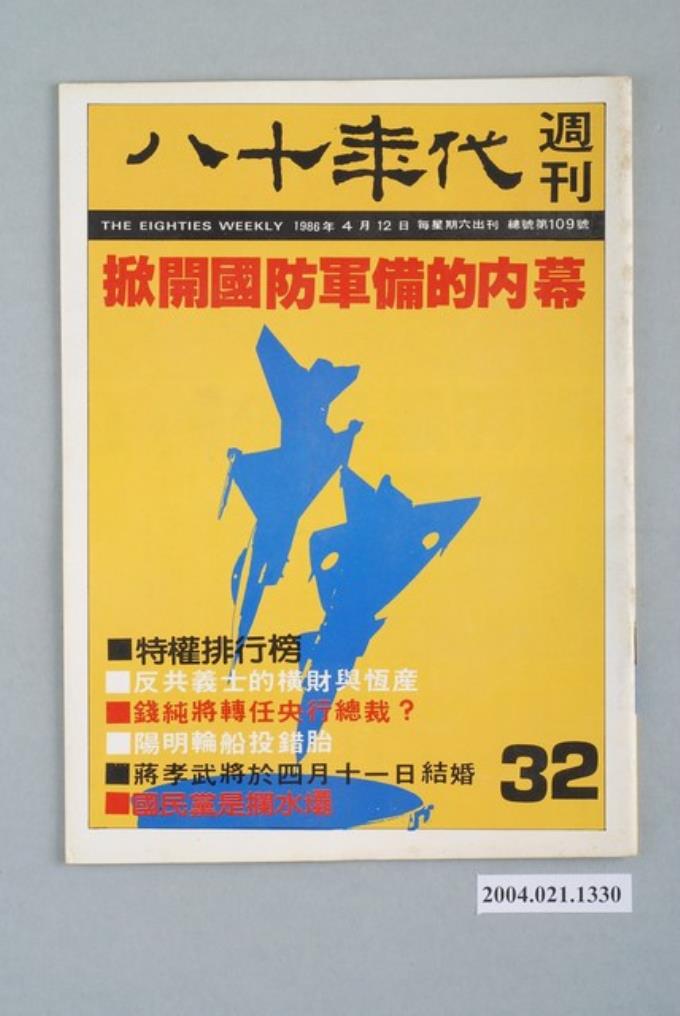 八十年代 週刊
THE EIGHTIES WEEKLY 1986年4月12日 每星期六出刊 總號第109號
掀開國防軍備的內幕
■特權排行榜
■反共義士的橫財與恆産
■錢純將轉任央行總裁？
■陽明輪船投錯胎
■蔣孝武將於四月十一日結婚
■國民黨是攔水壩
32
2004.021.1330